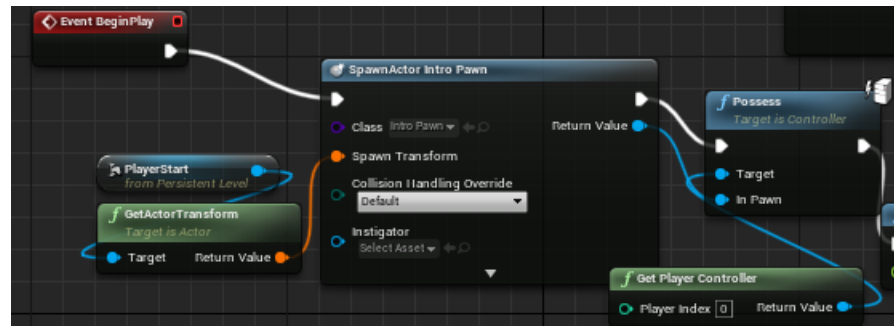 Event BeginPlay
SpawnActor Intro Pawn
Class Intro Pawn
Return Value
Spawn Transform
Collision Handling Override
Default
Instigator
Select Asset
PlayerStart
from Persistent Level
GetActorTransform
Target is Actor
Target Return Value
Possess
Target is Controller
Target
In Pawn
Get Player Controller
Player Index 0 Return Value